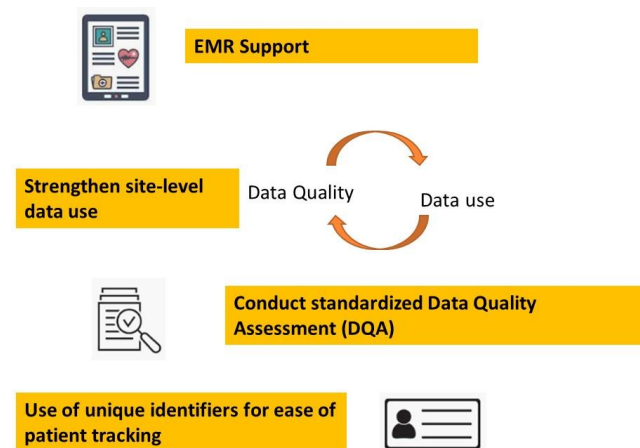 EMR Support
Strengthen site-level
data use
Data Quality
Data use
Conduct standardized Data Quality
Assessment (DQA)
Use of unique identifiers for ease of
patient tracking